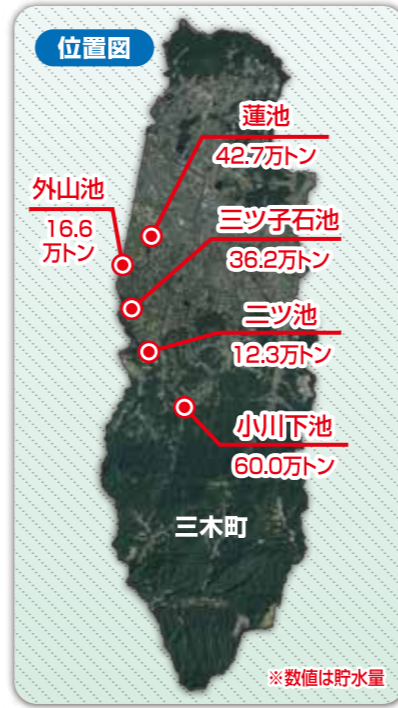 位置図
蓮池
42.7万トン
外山池
16.6
万トン
三ツ子石池
36.2万トン
二ツ池
12.3万トン
小川下池
60.0万トン
三木町
※数値は貯水量